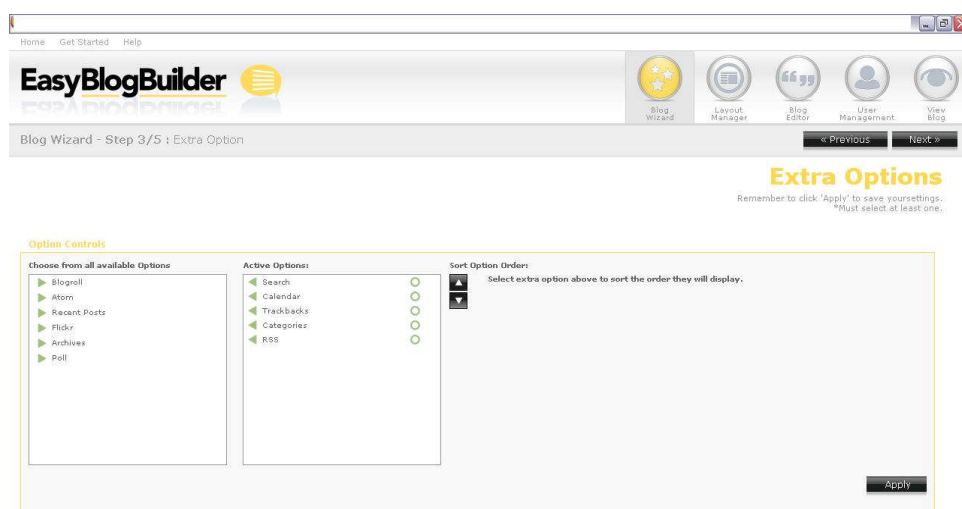 Home Get Started Help
EasyBlogBuilder
Blog Wizard
Layout Manager
Blog Editor
User Management
View Blog
Blog Wizard - Step 3/5 : Extra Option
« Previous
Next »
Extra Options
Remember to click 'Apply' to save yoursettings.
*Must select at least one.
Option Controls
Choose from all available Options
Blogroll
Atom
Recent Posts
Flickr
Archives
Poll
Active Options:
Search
Calendar
Trackbacks
Categories
RSS
Sort Option Order:
Select extra option above to sort the order they will display.
Apply